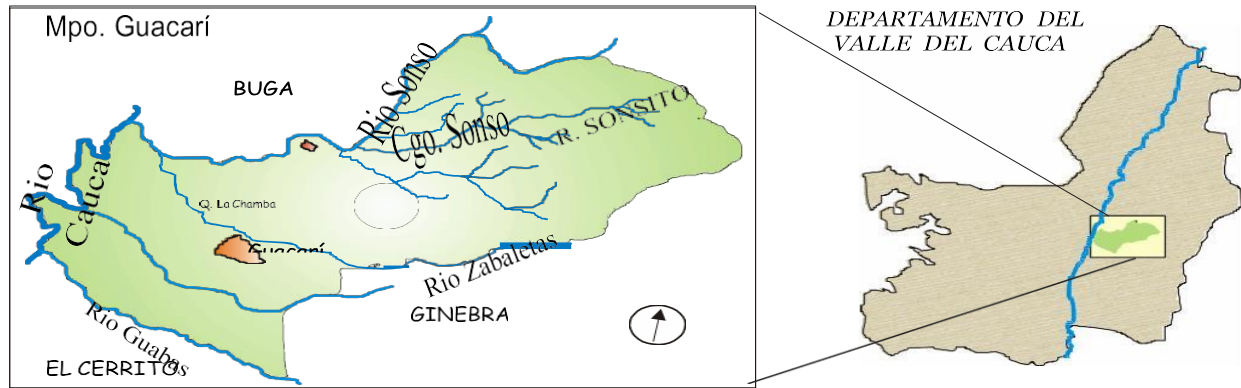 Mpo. Guacarí
BUGA
Rio Sonso
Cgo. Sonso
R. SONSITO
Rio
Cauca
Q. La Chamba
Guacarí
Rio Zabaletas
GINEBRA
Rio Guabas
EL CERRITO
DEPARTAMENTO DEL
VALLE DEL CAUCA